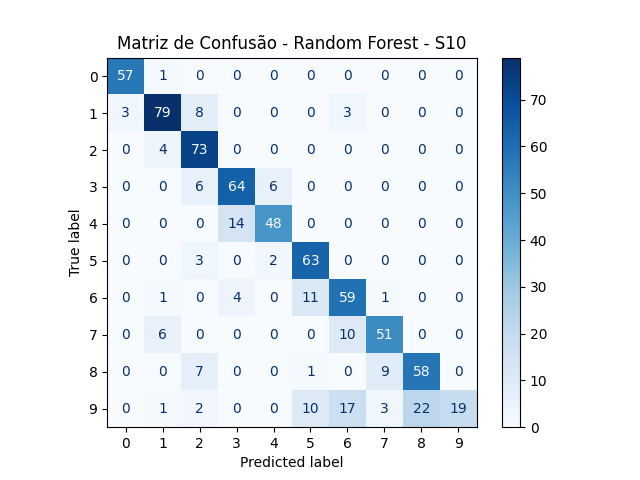 Matriz de Confusão - Random Forest - S10
0 57 1 0 0 0 0 0 0 0 0
1 3 79 8 0 0 0 3 0 0 0
2 0 4 73 0 0 0 0 0 0 0
3 0 0 6 64 6 0 0 0 0 0
4 0 0 0 14 48 0 0 0 0 0
5 0 0 3 0 2 63 0 0 0 0
6 0 1 0 4 0 11 59 1 0 0
7 0 6 0 0 0 0 10 51 0 0
8 0 0 7 0 0 1 0 9 58 0
9 0 1 2 0 0 10 17 3 22 19
0 1 2 3 4 5 6 7 8 9
True label
Predicted label
70
60
50
40
30
20
10
0